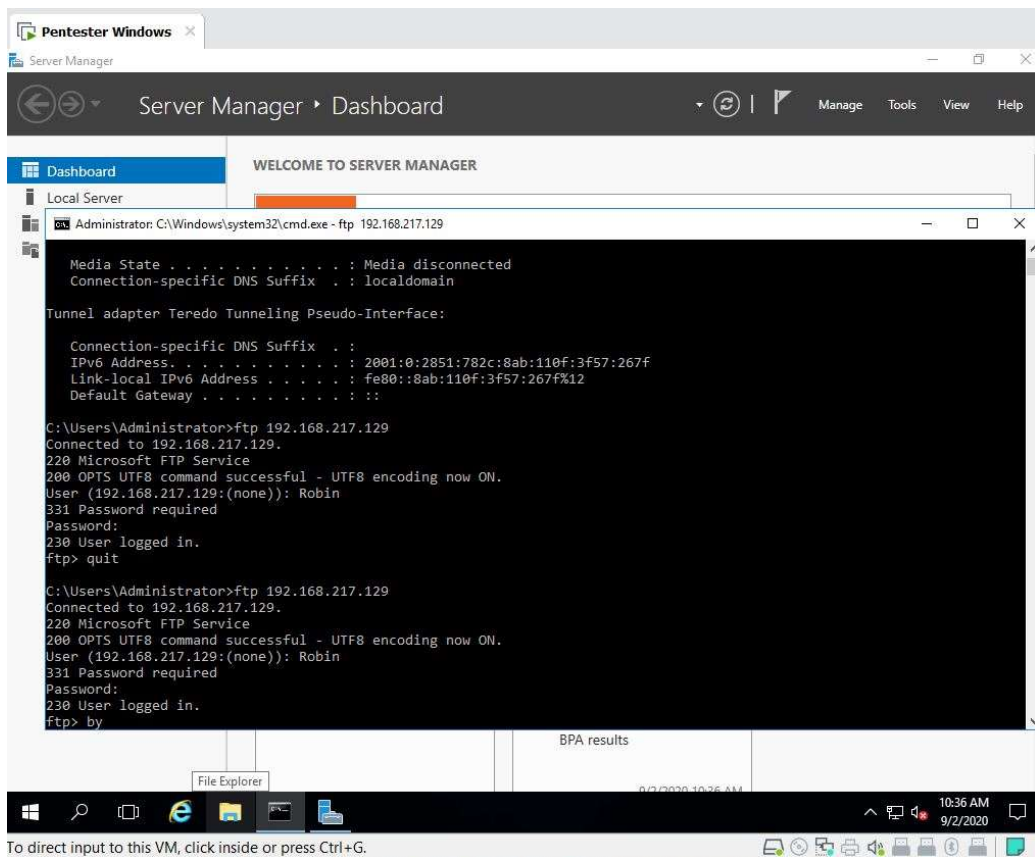 Pentester Windows
Server Manager
Server Manager • Dashboard
Manage Tools View Help
Dashboard
WELCOME TO SERVER MANAGER
Local Server
Administrator: C:\Windows\system32\cmd.exe - ftp 192.168.217.129
Media State . . . . . . . . . . . : Media disconnected
Connection-specific DNS Suffix . : localdomain
Tunnel adapter Teredo Tunneling Pseudo-Interface:
Connection-specific DNS Suffix . :
IPv6 Address. . . . . . . . . . . : 2001:0:2851:782c:8ab:110f:3f57:267f
Link-local IPv6 Address . . . . . : fe80::8ab:110f:3f57:267f%12
Default Gateway . . . . . . . . . : ::
C:\Users\Administrator>ftp 192.168.217.129
Connected to 192.168.217.129.
220 Microsoft FTP Service
200 OPTS UTF8 command successful - UTF8 encoding now ON.
User (192.168.217.129:(none)): Robin
331 Password required
Password:
230 User logged in.
ftp> quit
C:\Users\Administrator>ftp 192.168.217.129
Connected to 192.168.217.129.
220 Microsoft FTP Service
200 OPTS UTF8 command successful - UTF8 encoding now ON.
User (192.168.217.129:(none)): Robin
331 Password required
Password:
230 User logged in.
ftp> by
BPA results
File Explorer
9/2/2020 10:36 AM
10:36 AM
9/2/2020
To direct input to this VM, click inside or press Ctrl+G.